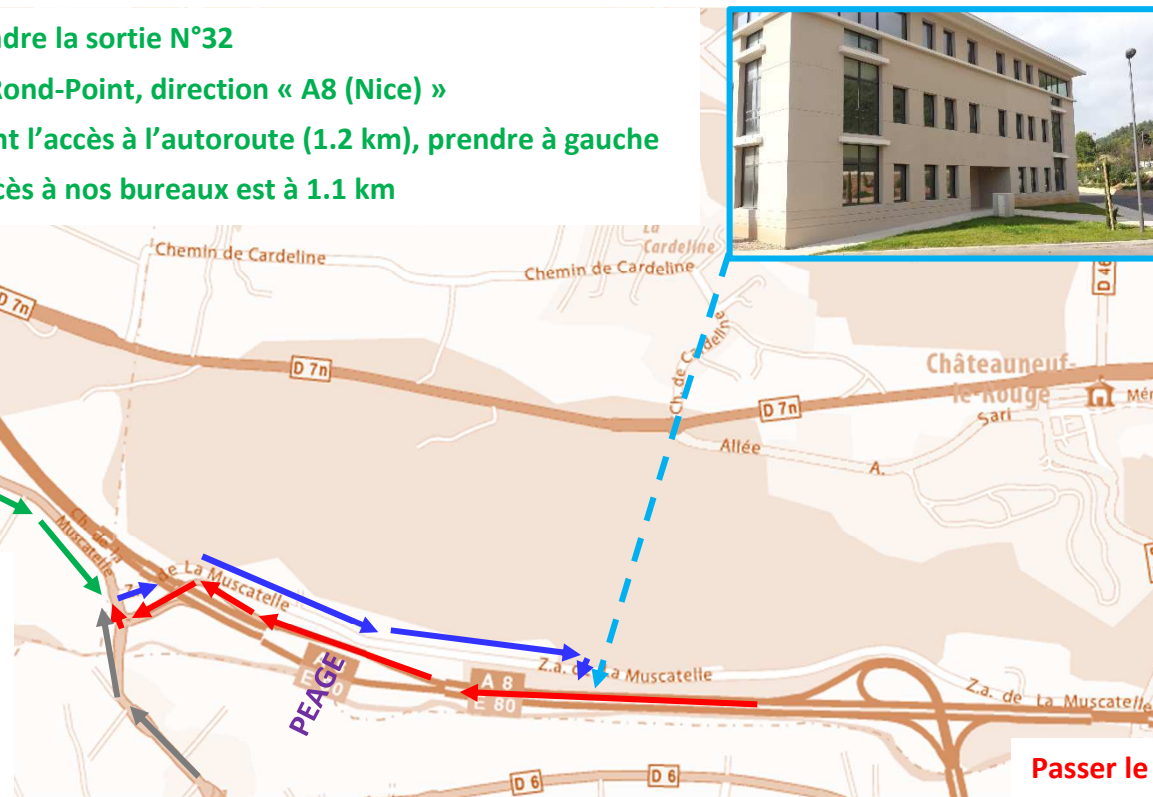 dre la sortie N°32
Rond-Point, direction « A8 (Nice) »
nt l'accès à l'autoroute (1.2 km), prendre à gauche
cès à nos bureaux est à 1.1 km
La
Cardeline
Chemin de Cardeline
Chemin de Cardeline
D 46
D 7n
Ch. de Cardeline
D 7n
Châteauneuf-
le-Rouge
D 7n
Sari
Allée
A.
Ch. de la
Muscatelle
de La Muscatelle
PEAGE
Z.a. de La Muscatelle
A 8
E 80
Z.a. de La Muscatelle
D 6
D 6
Passer le